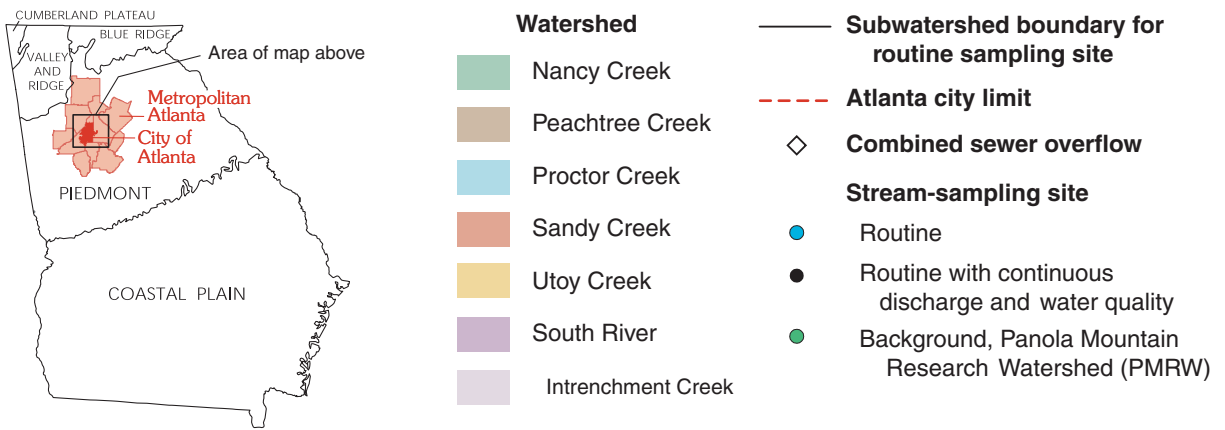 CUMBERLAND PLATEAU
BLUE RIDGE
VALLEY
AND
RIDGE
Area of map above
Metropolitan
Atlanta
City of
Atlanta
PIEDMONT
COASTAL PLAIN
Watershed
Nancy Creek
Peachtree Creek
Proctor Creek
Sandy Creek
Utoy Creek
South River
Intrenchment Creek
Subwatershed boundary for
routine sampling site
Atlanta city limit
Combined sewer overflow
Stream-sampling site
Routine
Routine with continuous
discharge and water quality
Background, Panola Mountain
Research Watershed (PMRW)